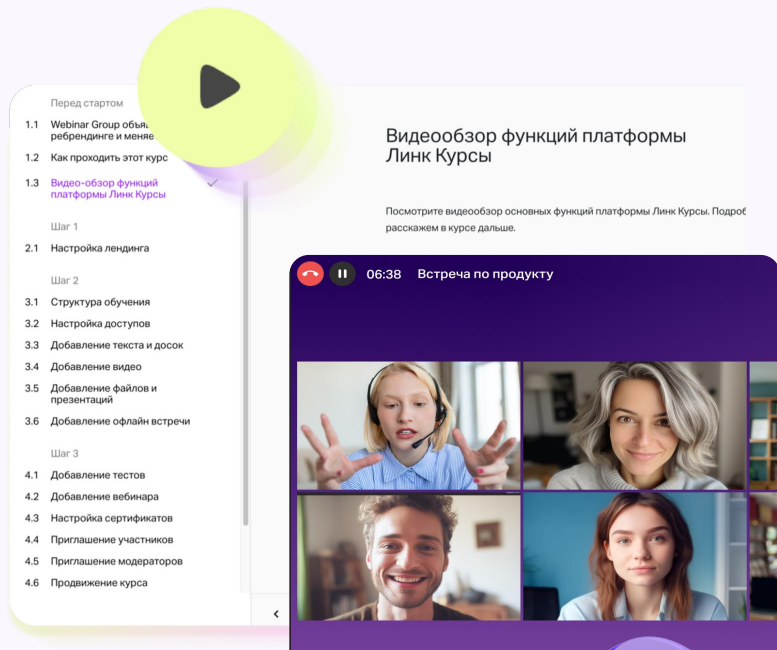 Перед стартом
1.1 Webinar Group
ребрендинге и
1.2 Как проходить этот курс
1.3 Видео-обзор функций
платформы Линк Курсы
Шаг 1
2.1 Настройка лендинга
Шаг 2
3.1 Структура обучения
3.2 Настройка доступов
3.3 Добавление текста и досок
3.4 Добавление видео
3.5 Добавление файлов и
презентаций
3.6 Добавление офлайн встречи
Шаг 3
4.1 Добавление тестов
4.2 Добавление вебинара
4.3 Настройка сертификатов
4.4 Приглашение участников
4.5 Приглашение модераторов
4.6 Продвижение курса
Видеообзор функций платформы
Линк Курсы
Посмотрите видеообзор основных функций платформы Линк Курсы.
расскажем в курсе дальше.
06:38 Встреча по продукту